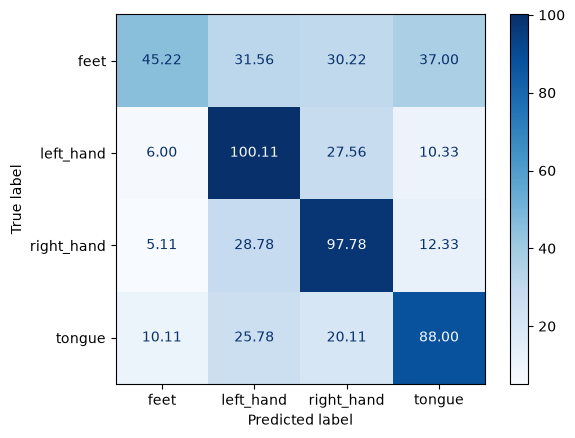 100
feet 45.22 31.56 30.22 37.00
80
left_hand 6.00 100.11 27.56 10.33
60
True label
right_hand 5.11 28.78 97.78 12.33
40
tongue 10.11 25.78 20.11 88.00
20
feet left_hand right_hand tongue
Predicted label